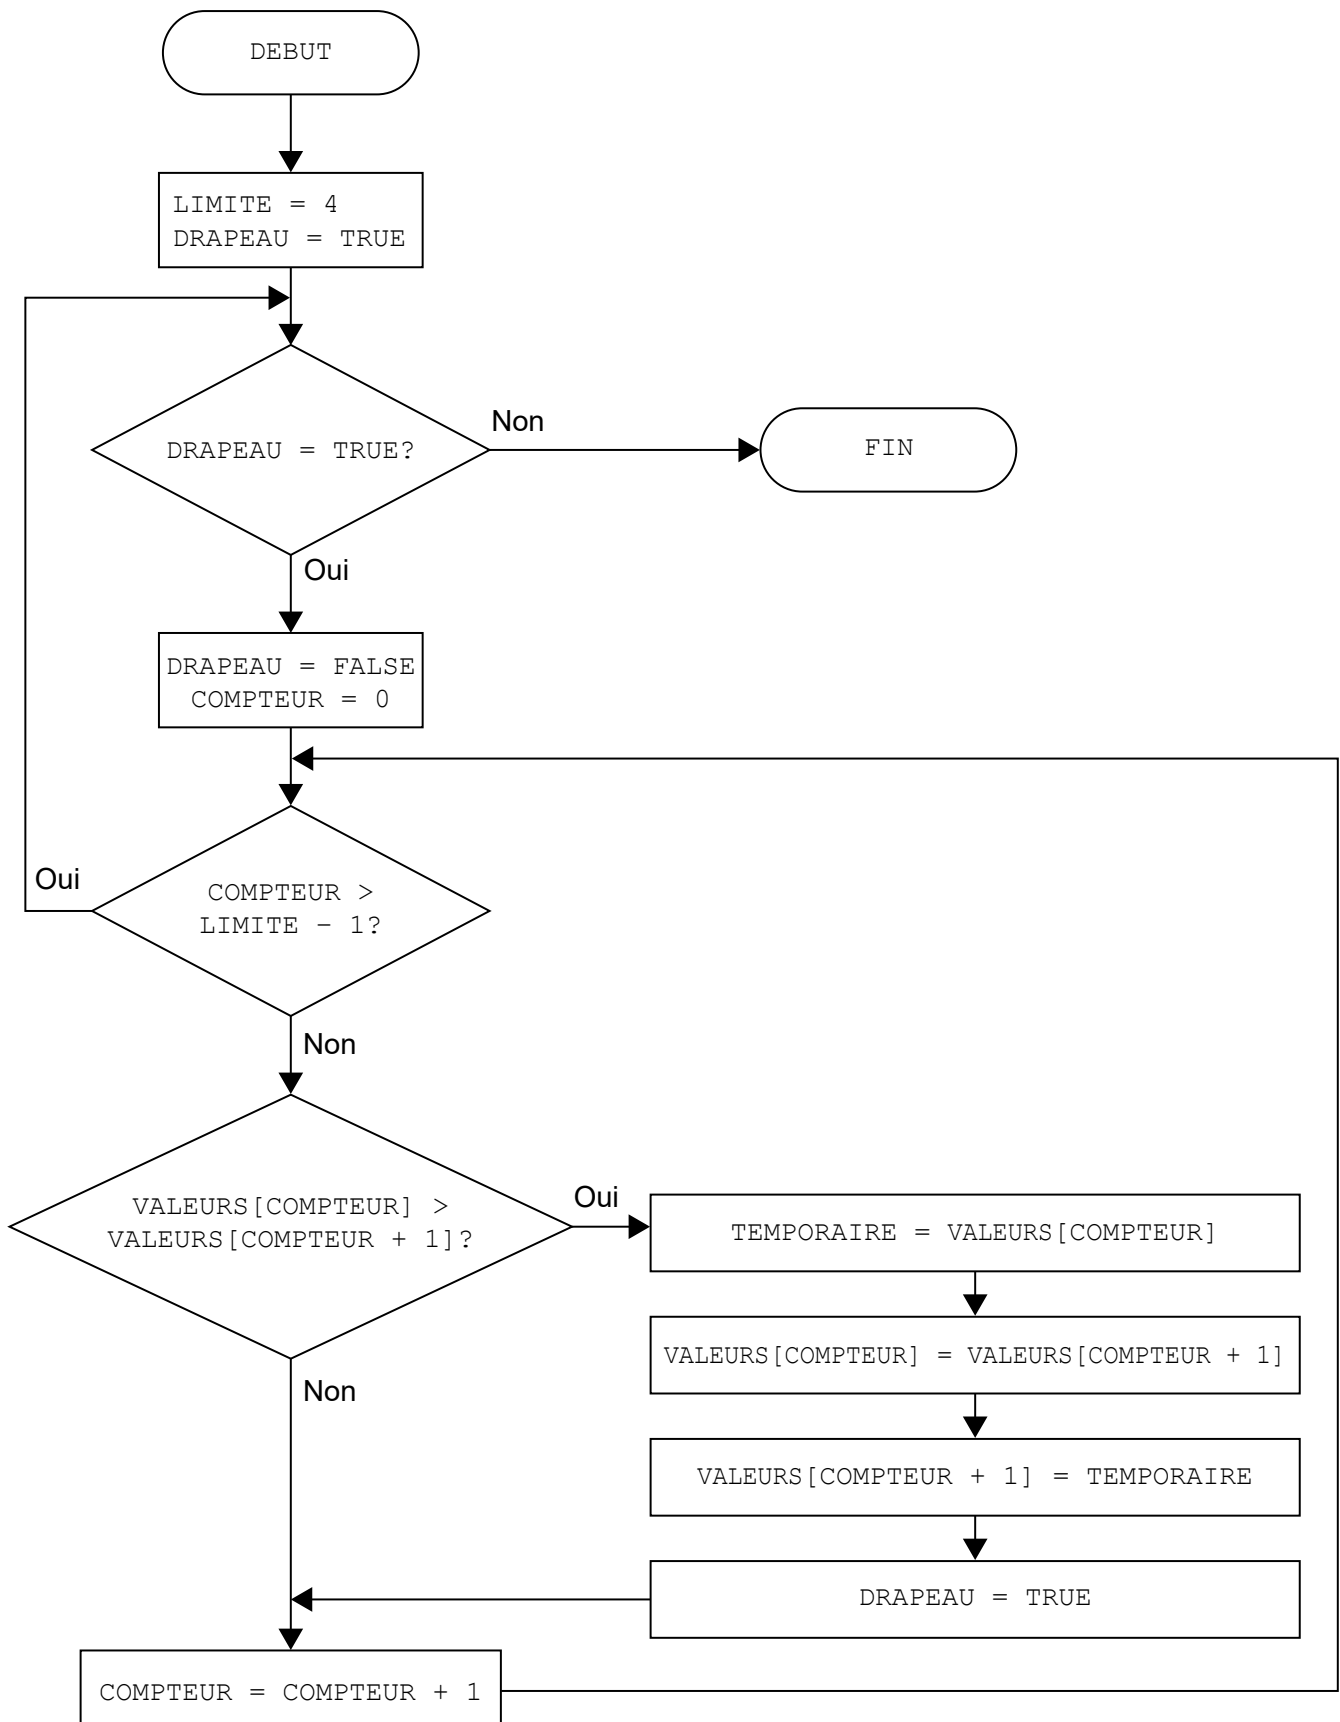 DEBUT
LIMITE = 4
DRAPEAU = TRUE
DRAPEAU = TRUE?
Non
FIN
Oui
DRAPEAU = FALSE
COMPTEUR = 0
Oui
COMPTEUR >
LIMITE – 1?
Non
VALEURS[COMPTEUR] >
VALEURS[COMPTEUR + 1]?
Oui
TEMPORAIRE = VALEURS[COMPTEUR]
VALEURS[COMPTEUR] = VALEURS[COMPTEUR + 1]
Non
VALEURS[COMPTEUR + 1] = TEMPORAIRE
DRAPEAU = TRUE
COMPTEUR = COMPTEUR + 1